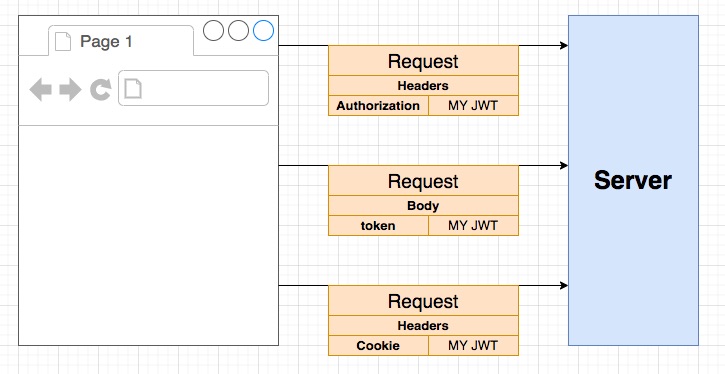 Page 1
Request
Headers
Authorization MY JWT
Request
Body
token MY JWT
Request
Headers
Cookie MY JWT
Server